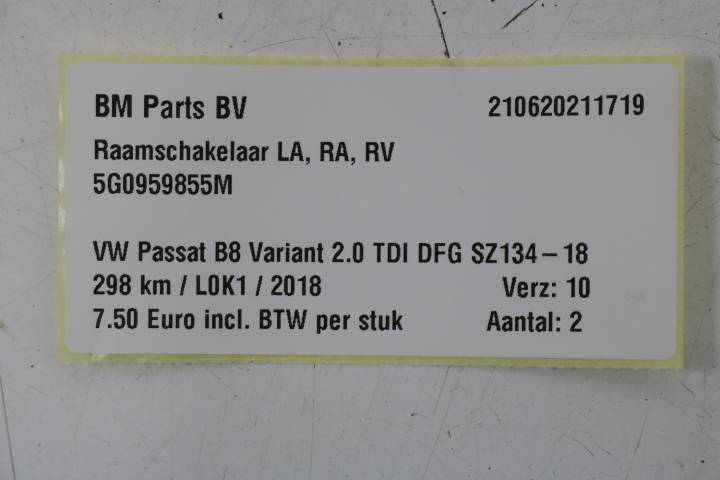 BM Parts BV 210620211719
Raamschakelaar LA, RA, RV
5G0959855M
VW Passat B8 Variant 2.0 TDI DFG SZ134-18
298 km / L0K1 / 2018 Verz: 10
7.50 Euro incl. BTW per stuk Aantal: 2